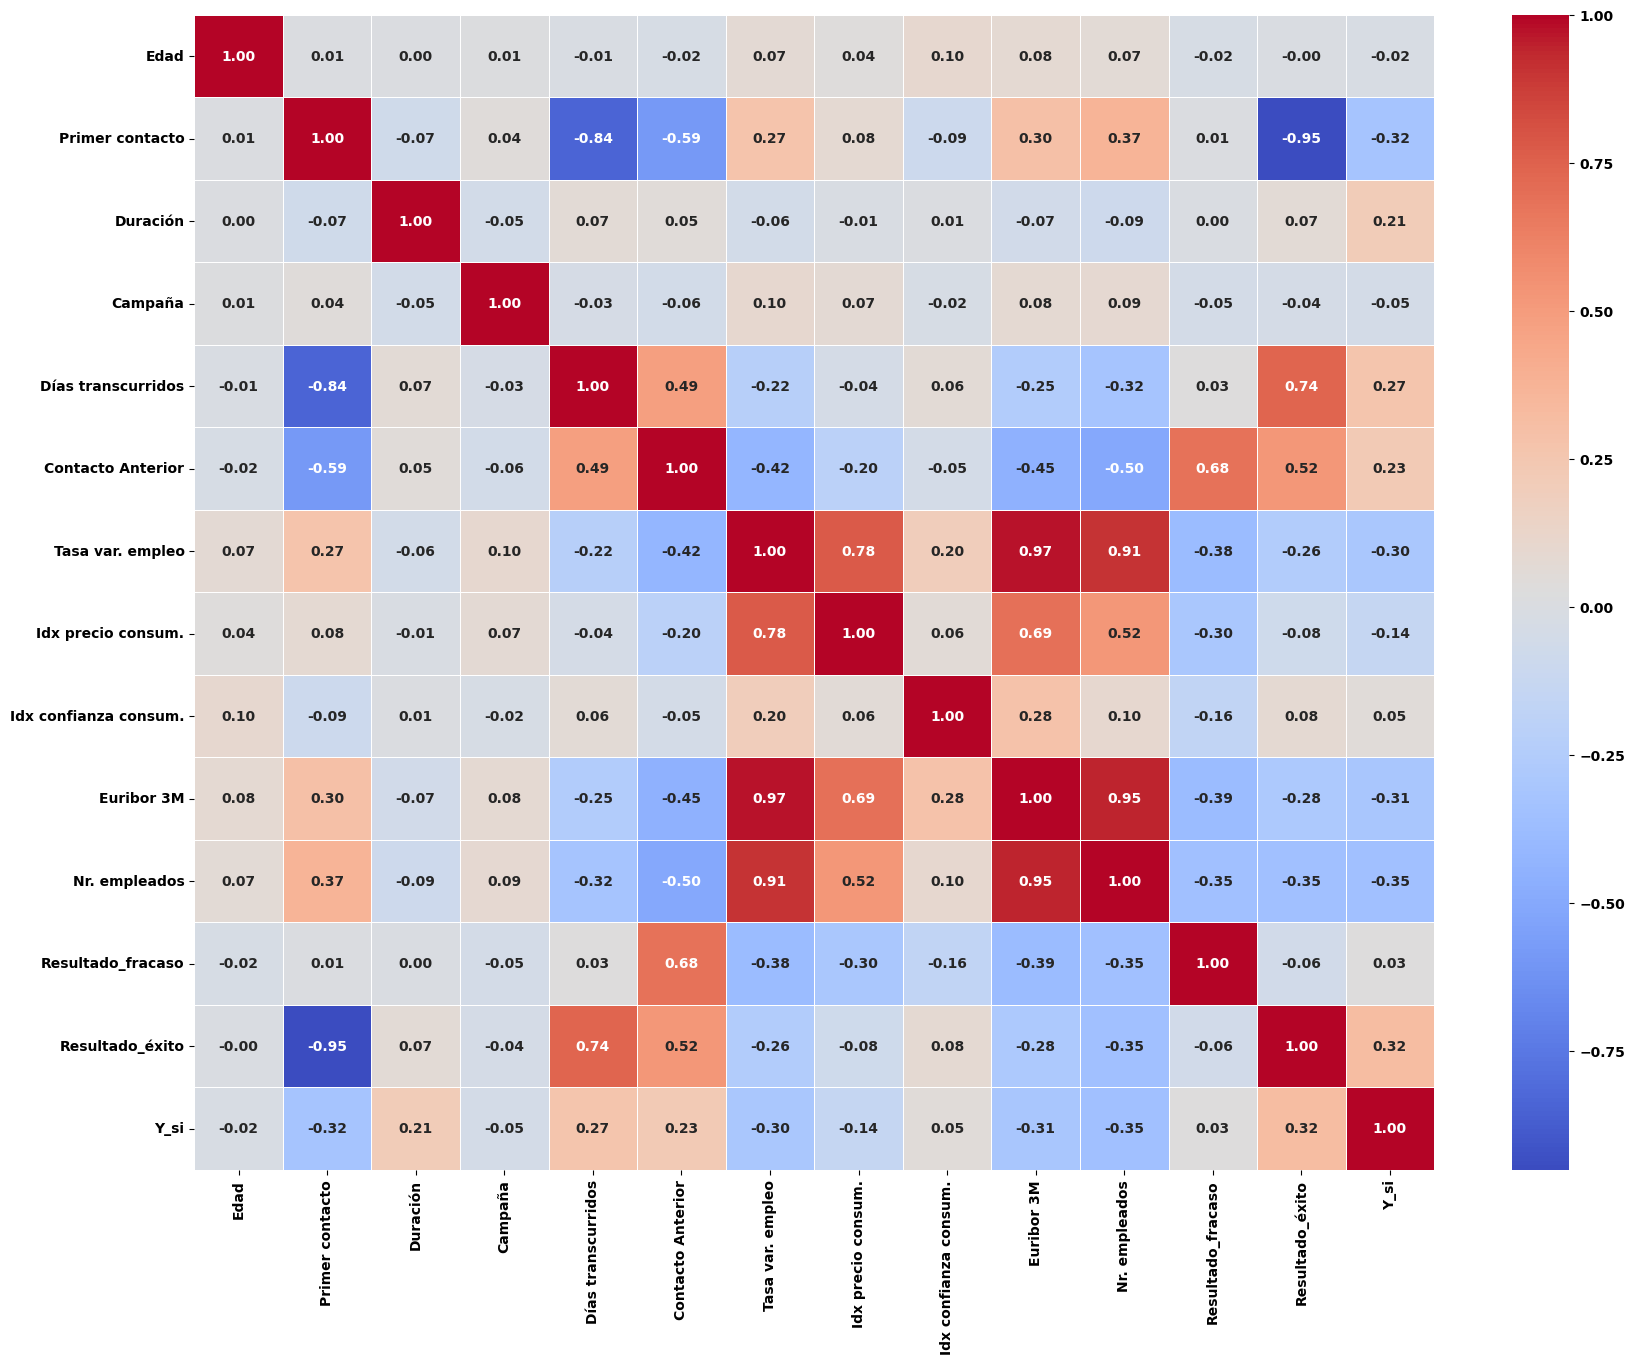 Edad 1.00 0.01 0.00 0.01 -0.01 -0.02 0.07 0.04 0.10 0.08 0.07 -0.02 -0.00 -0.02
Primer contacto 0.01 1.00 -0.07 0.04 -0.84 -0.59 0.27 0.08 -0.09 0.30 0.37 0.01 -0.95 -0.32
Duración 0.00 -0.07 1.00 -0.05 0.07 0.05 -0.06 -0.01 0.01 -0.07 -0.09 0.00 0.07 0.21
Campaña 0.01 0.04 -0.05 1.00 -0.03 -0.06 0.10 0.07 -0.02 0.08 0.09 -0.05 -0.04 -0.05
Días transcurridos -0.01 -0.84 0.07 -0.03 1.00 0.49 -0.22 -0.04 0.06 -0.25 -0.32 0.03 0.74 0.27
Contacto Anterior -0.02 -0.59 0.05 -0.06 0.49 1.00 -0.42 -0.20 -0.05 -0.45 -0.50 0.68 0.52 0.23
Tasa var. empleo 0.07 0.27 -0.06 0.10 -0.22 -0.42 1.00 0.78 0.20 0.97 0.91 -0.38 -0.26 -0.30
Idx precio consum. 0.04 0.08 -0.01 0.07 -0.04 -0.20 0.78 1.00 0.06 0.69 0.52 -0.30 -0.08 -0.14
Idx confianza consum. 0.10 -0.09 0.01 -0.02 0.06 -0.05 0.20 0.06 1.00 0.28 0.10 -0.16 0.08 0.05
Euribor 3M 0.08 0.30 -0.07 0.08 -0.25 -0.45 0.97 0.69 0.28 1.00 0.95 -0.39 -0.28 -0.31
Nr. empleados 0.07 0.37 -0.09 0.09 -0.32 -0.50 0.91 0.52 0.10 0.95 1.00 -0.35 -0.35 -0.35
Resultado_fracaso -0.02 0.01 0.00 -0.05 0.03 0.68 -0.38 -0.30 -0.16 -0.39 -0.35 1.00 -0.06 0.03
Resultado_éxito -0.00 -0.95 0.07 -0.04 0.74 0.52 -0.26 -0.08 0.08 -0.28 -0.35 -0.06 1.00 0.32
Y_si -0.02 -0.32 0.21 -0.05 0.27 0.23 -0.30 -0.14 0.05 -0.31 -0.35 0.03 0.32 1.00
Edad
Primer contacto
Duración
Campaña
Días transcurridos
Contacto Anterior
Tasa var. empleo
Idx precio consum.
Idx confianza consum.
Euribor 3M
Nr. empleados
Resultado_fracaso
Resultado_éxito
Y_si
1.00
0.75
0.50
0.25
0.00
−0.25
−0.50
−0.75